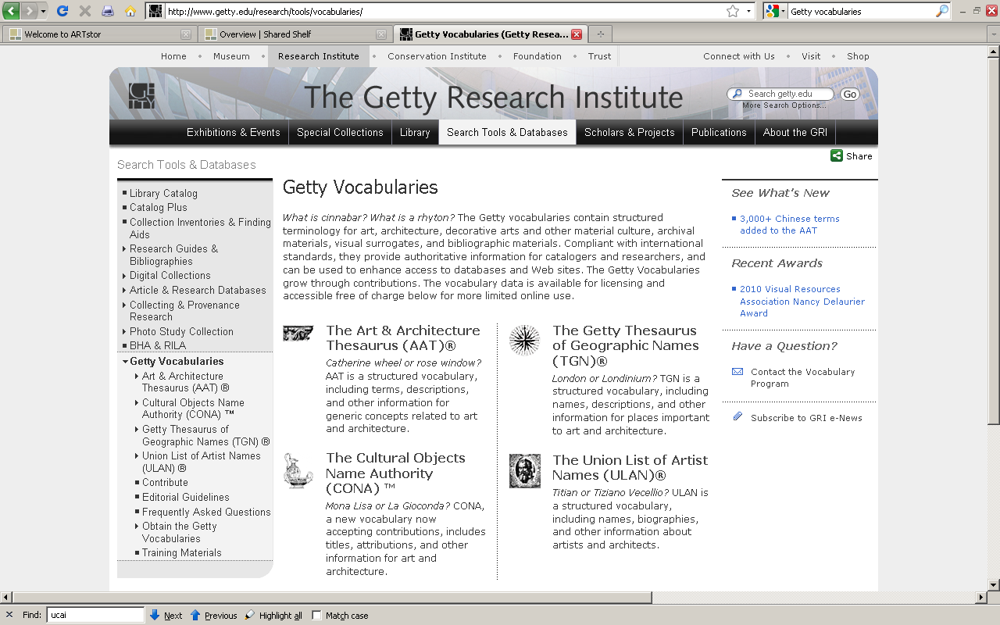 http://www.getty.edu/research/tools/vocabularies/
Getty vocabularies
Welcome to ARTstor
Overview | Shared Shelf
Getty Vocabularies (Getty Resea...
Home • Museum • Research Institute • Conservation Institute • Foundation • Trust
Connect with Us • Visit • Shop
GETTY
The Getty Research Institute
Search getty.edu
Go
More Search Options...
Exhibitions & Events
Special Collections
Library
Search Tools & Databases
Scholars & Projects
Publications
About the GRI
Share
Search Tools & Databases
Library Catalog
Catalog Plus
Collection Inventories & Finding
Aids
Research Guides &
Bibliographies
Digital Collections
Article & Research Databases
Collecting & Provenance
Research
Photo Study Collection
BHA & RILA
Getty Vocabularies
Art & Architecture
Thesaurus (AAT) ®
Cultural Objects Name
Authority (CONA) ™
Getty Thesaurus of
Geographic Names (TGN) ®
Union List of Artist Names
(ULAN) ®
Contribute
Editorial Guidelines
Frequently Asked Questions
Obtain the Getty
Vocabularies
Training Materials
Getty Vocabularies
What is cinnabar? What is a rhyton? The Getty vocabularies contain structured
terminology for art, architecture, decorative arts and other material culture, archival
materials, visual surrogates, and bibliographic materials. Compliant with international
standards, they provide authoritative information for catalogers and researchers, and
can be used to enhance access to databases and Web sites. The Getty Vocabularies
grow through contributions. The vocabulary data is available for licensing and
accessible free of charge below for more limited online use.
The Art & Architecture
Thesaurus (AAT)®
Catherine wheel or rose window?
AAT is a structured vocabulary,
including terms, descriptions,
and other information for
generic concepts related to art
and architecture.
The Getty Thesaurus
of Geographic Names
(TGN)®
London or Londinium? TGN is a
structured vocabulary, including
names, descriptions, and other
information for places important
to art and architecture.
The Cultural Objects
Name Authority
(CONA) ™
Mona Lisa or La Gioconda? CONA,
a new vocabulary now
accepting contributions, includes
titles, attributions, and other
information for art and
architecture.
The Union List of Artist
Names (ULAN)®
Titian or Tiziano Vecellio? ULAN is
a structured vocabulary,
including names, biographies,
and other information about
artists and architects.
See What's New
3,000+ Chinese terms
added to the AAT
Recent Awards
2010 Visual Resources
Association Nancy Delaurier
Award
Have a Question?
Contact the Vocabulary
Program
Subscribe to GRI e-News
Find: ucai Next Previous Highlight all Match case